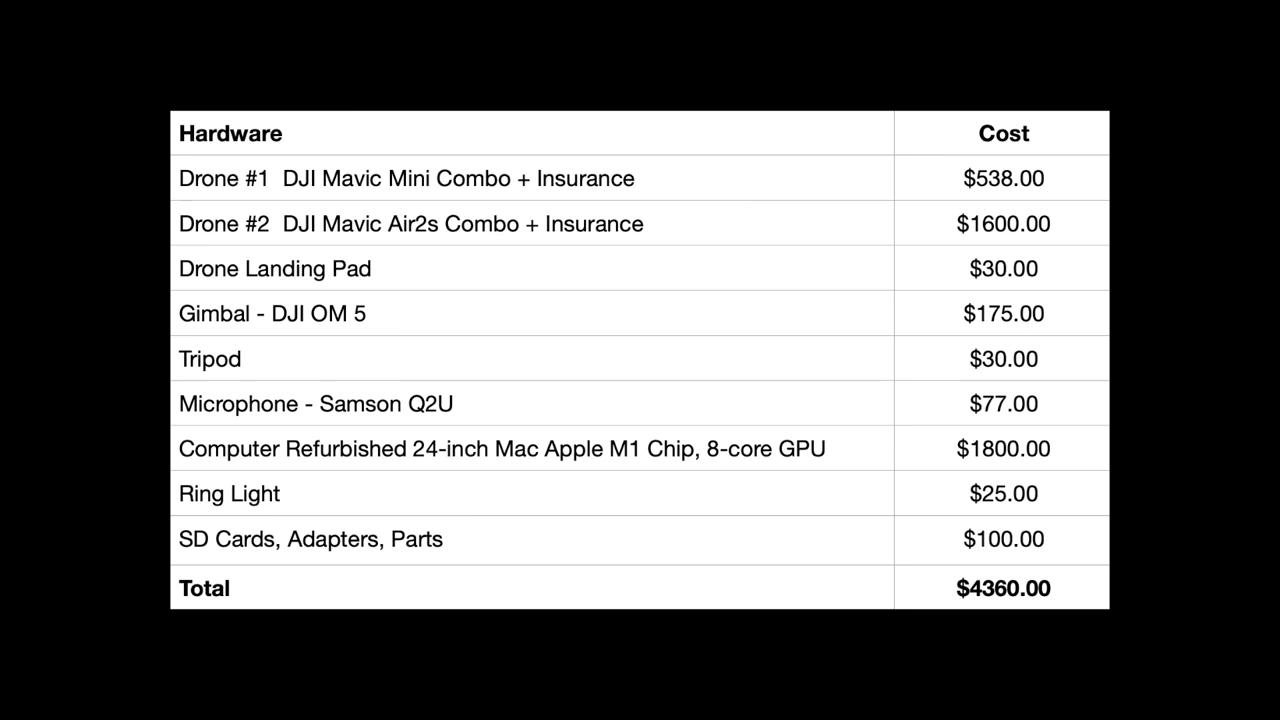 Hardware Cost
Drone #1  DJI Mavic Mini Combo + Insurance $538.00
Drone #2  DJI Mavic Air2s Combo + Insurance $1600.00
Drone Landing Pad $30.00
Gimbal - DJI OM 5 $175.00
Tripod $30.00
Microphone - Samson Q2U $77.00
Computer Refurbished 24-inch Mac Apple M1 Chip, 8-core GPU $1800.00
Ring Light $25.00
SD Cards, Adapters, Parts $100.00
Total $4360.00